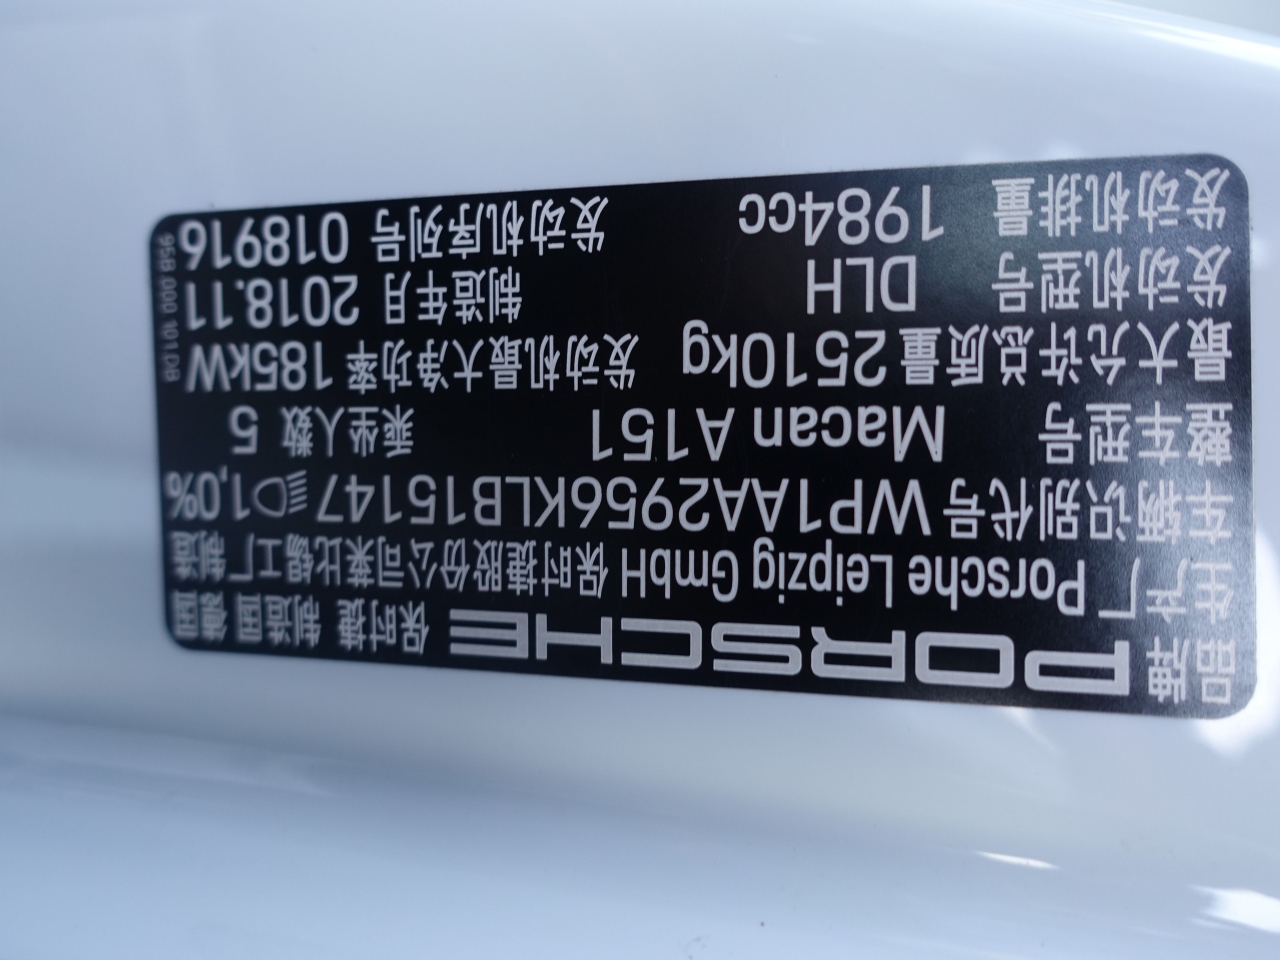 品牌 PORSCHE 保时捷 制造国 德国
生产厂 Porsche Leipzig GmbH 保时捷股份公司莱比锡工厂制造
车辆识别代号 WP1AA2956KLB15147 1,0%
整车型号 Macan A151 乘坐人数 5
最大允许总质量 2510kg 发动机最大净功率 185kW
发动机型号 DLH 制造年月 2018.11
发动机排量 1984cc 发动机序列号 018916
95B 000 101 DB